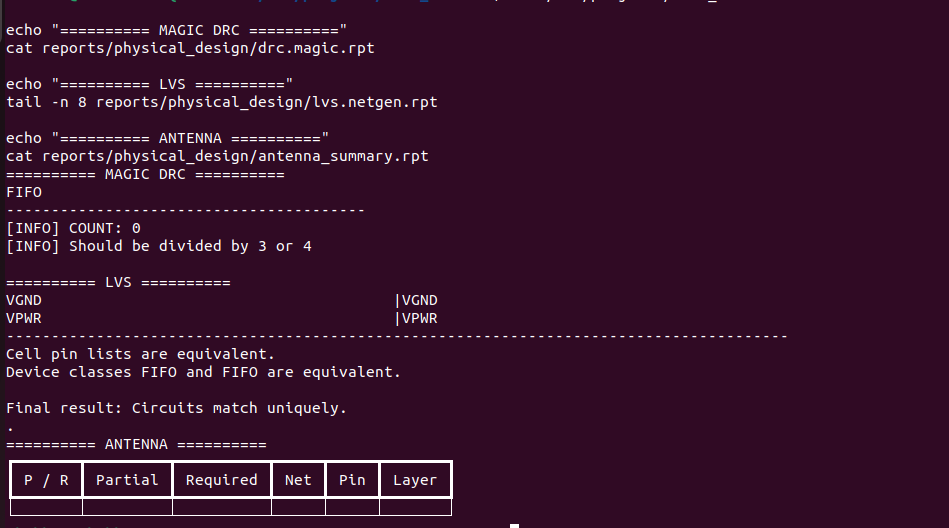 echo "========== MAGIC DRC =========="
cat reports/physical_design/drc.magic.rpt
echo "========== LVS =========="
tail -n 8 reports/physical_design/lvs.netgen.rpt
echo "========== ANTENNA =========="
cat reports/physical_design/antenna_summary.rpt
========== MAGIC DRC ==========
FIFO
----------------------------------------
[INFO] COUNT: 0
[INFO] Should be divided by 3 or 4
========== LVS ==========
VGND                                       |VGND
VPWR                                       |VPWR
---------------------------------------------------------------------------------------
Cell pin lists are equivalent.
Device classes FIFO and FIFO are equivalent.
Final result: Circuits match uniquely.
.
========== ANTENNA ==========
P / R Partial Required Net Pin Layer